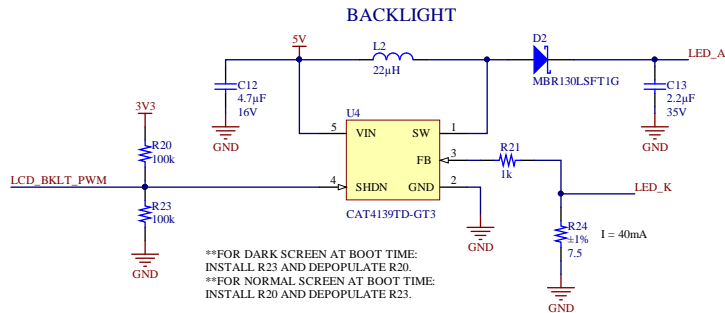 BACKLIGHT
5V
L2
22µH
D2
MBR130LSFT1G
LED_A
C12
4.7µF
16V
GND
C13
2.2µF
35V
GND
3V3
R20
100k
U4
5 VIN SW 1
FB 3
4 SHDN GND 2
CAT4139TD-GT3
R21
1k
LCD_BKLT_PWM
LED_K
R23
100k
GND
GND
R24
±1%
7.5
I = 40mA
GND
**FOR DARK SCREEN AT BOOT TIME:
INSTALL R23 AND DEPOPULATE R20.
**FOR NORMAL SCREEN AT BOOT TIME:
INSTALL R20 AND DEPOPULATE R23.